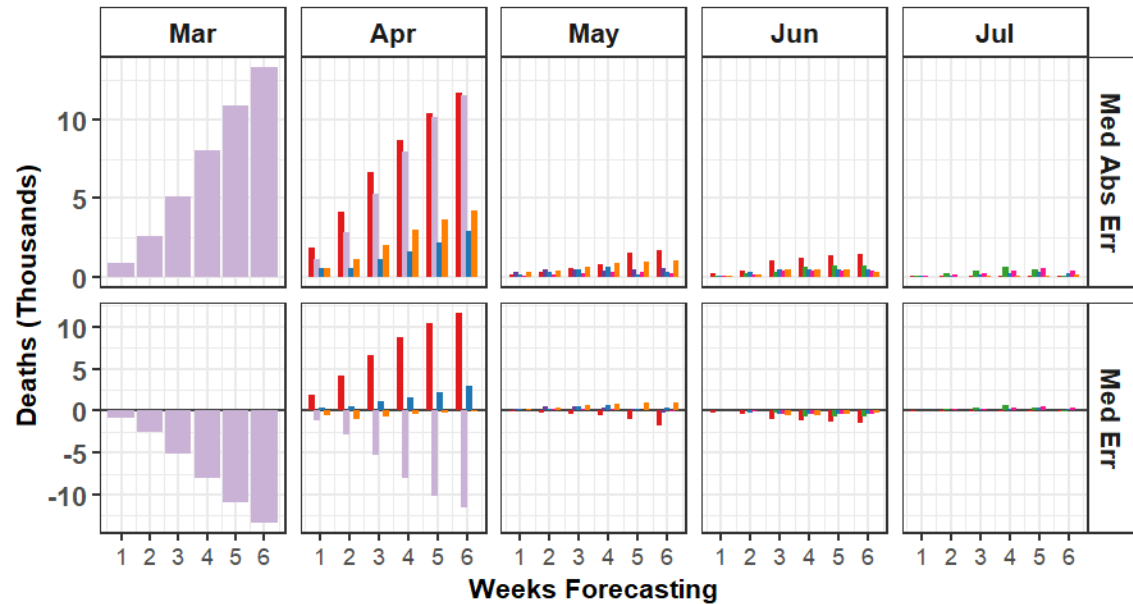 Mar Apr May Jun Jul
Deaths (Thousands)
10
5
0
Med Abs Err
10
5
0
-5
-10
Med Err
1 2 3 4 5 6 1 2 3 4 5 6 1 2 3 4 5 6 1 2 3 4 5 6 1 2 3 4 5 6
Weeks Forecasting